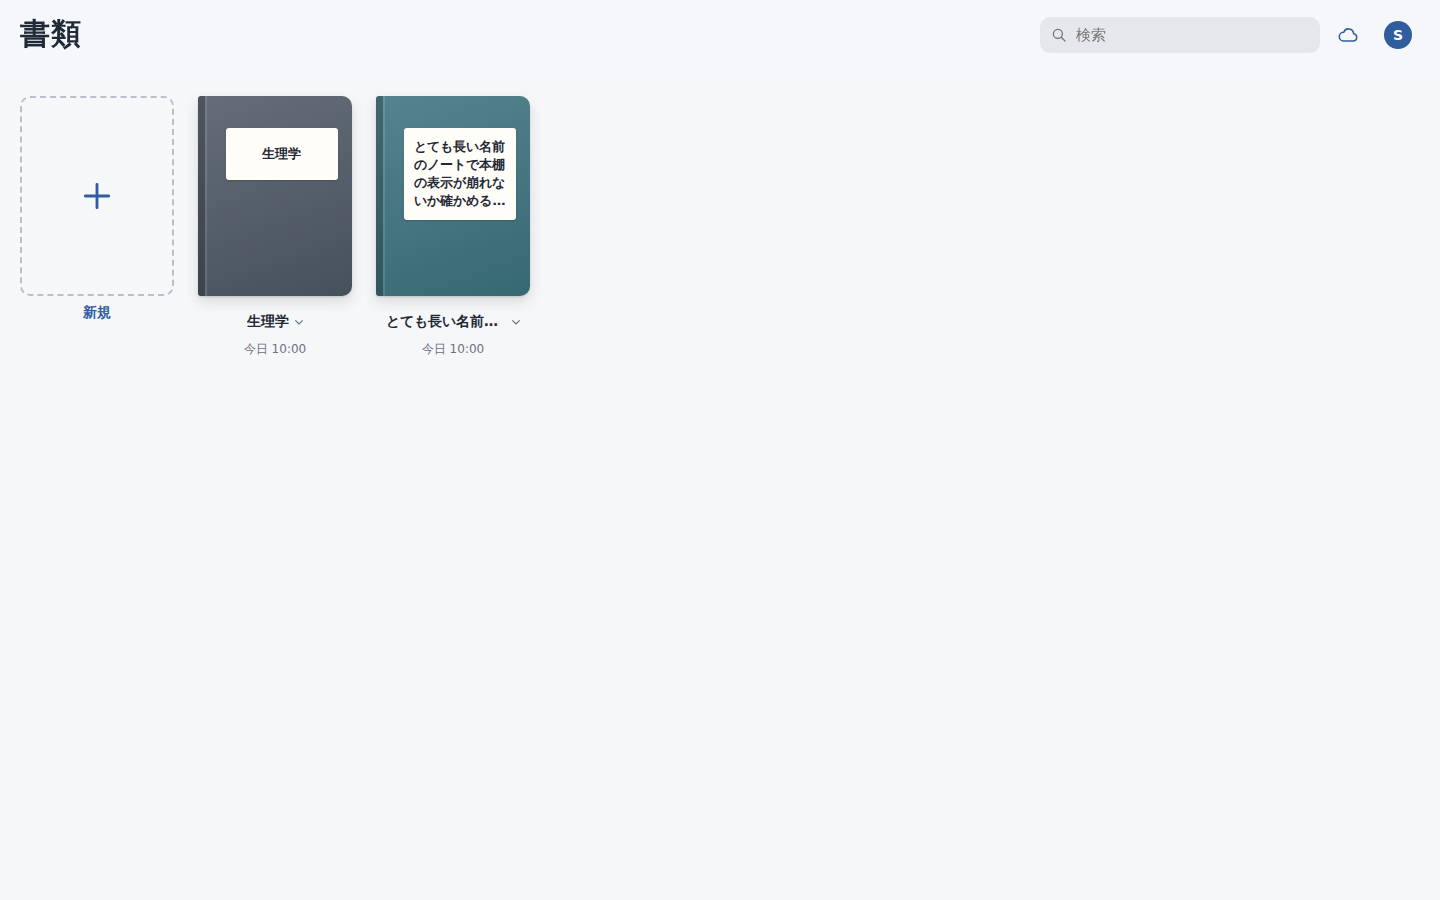 書類
検索
S
生理学
とても長い名前
のノートで本棚
の表示が崩れな
いか確かめる...
新規
生理学
とても長い名前...
今日 10:00
今日 10:00